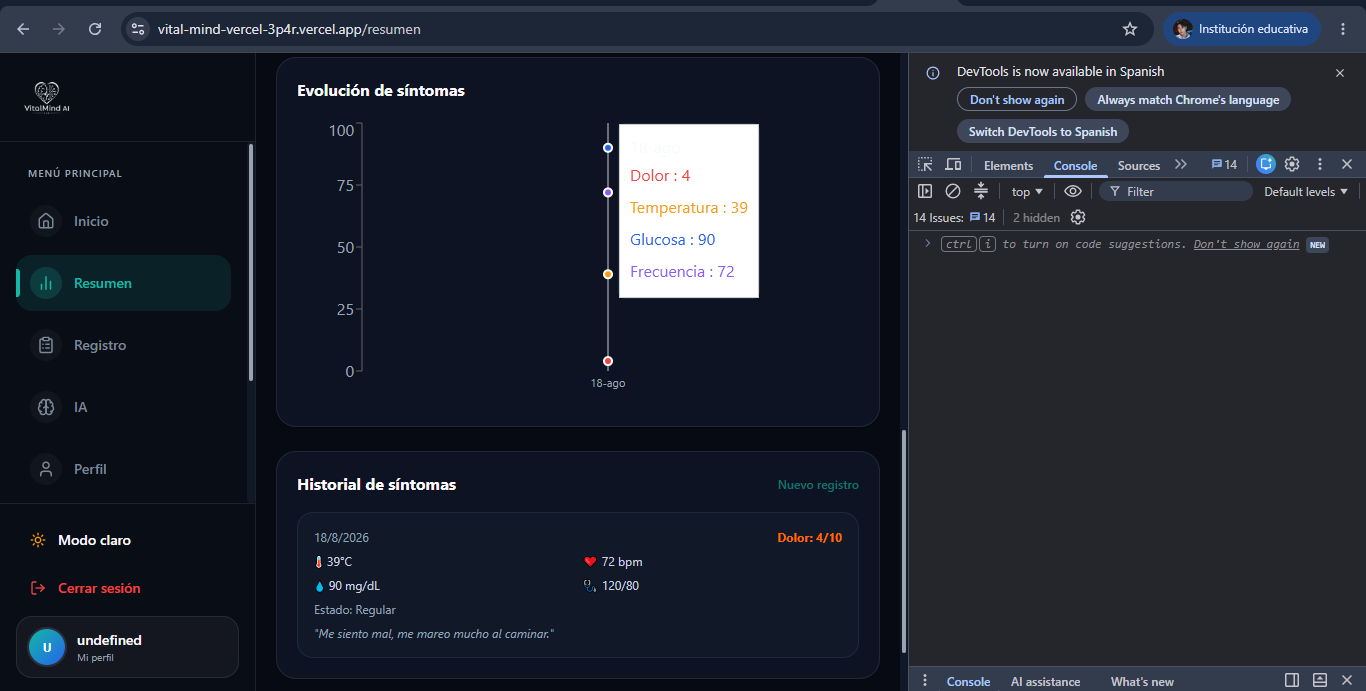 vital-mind-vercel-3p4r.vercel.app/resumen
Institución educativa
VitalMind AI
MENÚ PRINCIPAL
Inicio
Resumen
Registro
IA
Perfil
Modo claro
Cerrar sesión
U
undefined
Mi perfil
Evolución de síntomas
100
75
50
25
0
18-ago
18-ago
Dolor : 4
Temperatura : 39
Glucosa : 90
Frecuencia : 72
Historial de síntomas
Nuevo registro
18/8/2026
Dolor: 4/10
39°C
72 bpm
90 mg/dL
120/80
Estado: Regular
"Me siento mal, me mareo mucho al caminar."
DevTools is now available in Spanish
Don't show again
Always match Chrome's language
Switch DevTools to Spanish
Elements
Console
Sources
14
top
Filter
Default levels
14 Issues:
14
2 hidden
ctrl i to turn on code suggestions. Don't show again NEW
Console
AI assistance
What's new